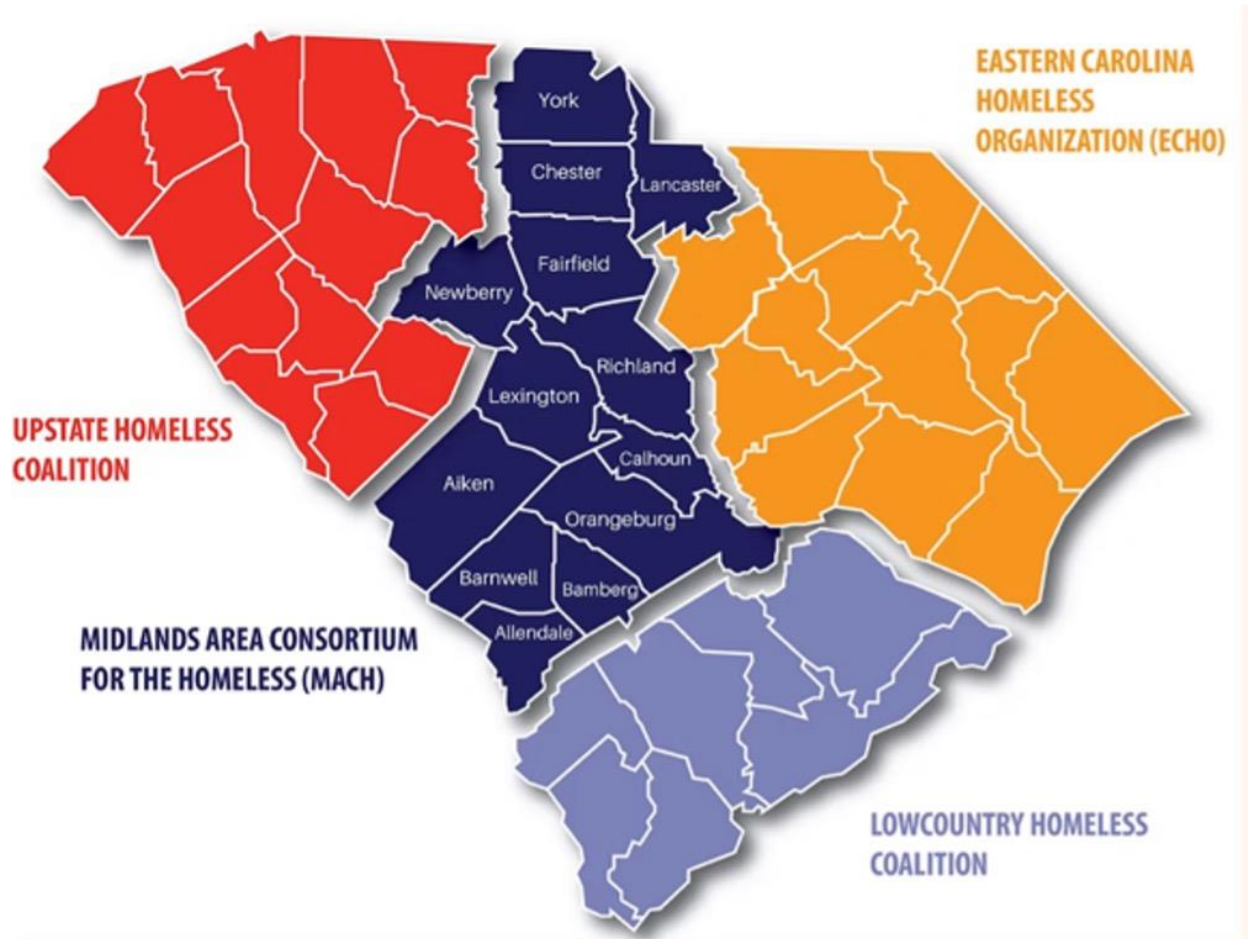 EASTERN CAROLINA
HOMELESS
ORGANIZATION (ECHO)
York
Chester
Lancaster
Fairfield
Newberry
Richland
Lexington
UPSTATE HOMELESS
COALITION
Calhoun
Aiken
Orangeburg
Barnwell
Bamberg
Allendale
MIDLANDS AREA CONSORTIUM
FOR THE HOMELESS (MACH)
LOWCOUNTRY HOMELESS
COALITION